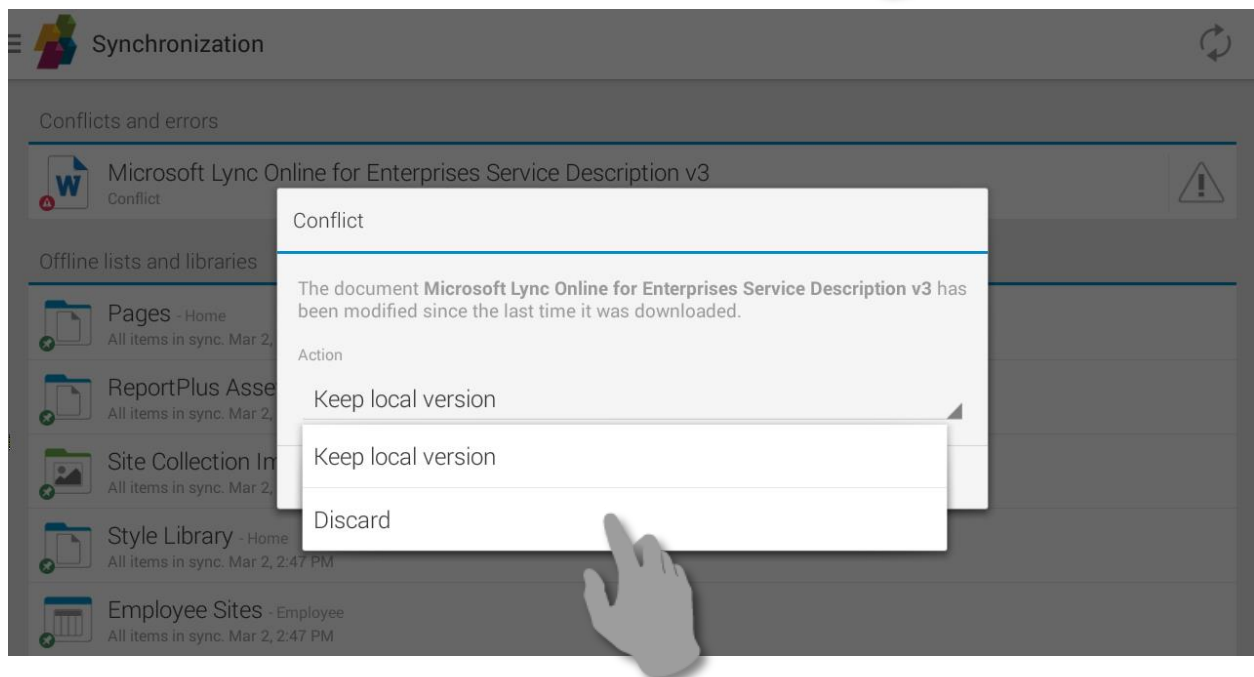 Synchronization
Conflicts and errors
Microsoft Lync Online for Enterprises Service Description v3
Conflict
Conflict
The document Microsoft Lync Online for Enterprises Service Description v3 has
been modified since the last time it was downloaded.
Action
Keep local version
Keep local version
Discard
Offline lists and libraries
Pages - Home
All items in sync. Mar 2,
ReportPlus Asse
All items in sync. Mar 2,
Site Collection Im
All items in sync. Mar 2,
Style Library - Home
All items in sync. Mar 2, 2:47 PM
Employee Sites - Employee
All items in sync. Mar 2, 2:47 PM